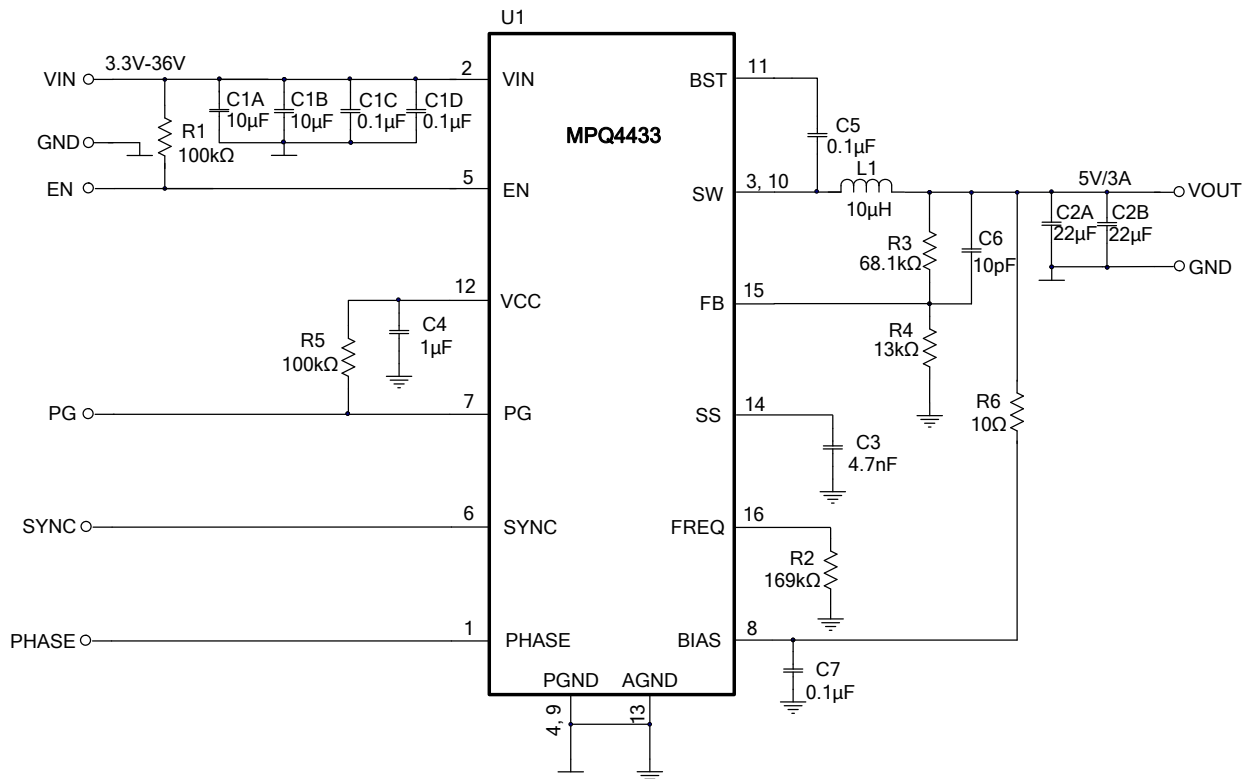 U1
MPQ4433
VIN
3.3V-36V
2
VIN
C1A
10µF
C1B
10µF
C1C
0.1µF
C1D
0.1µF
R1
100kΩ
GND
EN
5
EN
12
VCC
C4
1µF
R5
100kΩ
PG
7
PG
SYNC
6
SYNC
PHASE
1
PHASE
PGND
AGND
4, 9
13
BST
11
C5
0.1µF
SW
3, 10
L1
10µH
5V/3A
VOUT
C2A
22µF
C2B
22µF
GND
R3
68.1kΩ
C6
10pF
FB
15
R4
13kΩ
R6
10Ω
SS
14
C3
4.7nF
FREQ
16
R2
169kΩ
BIAS
8
C7
0.1µF